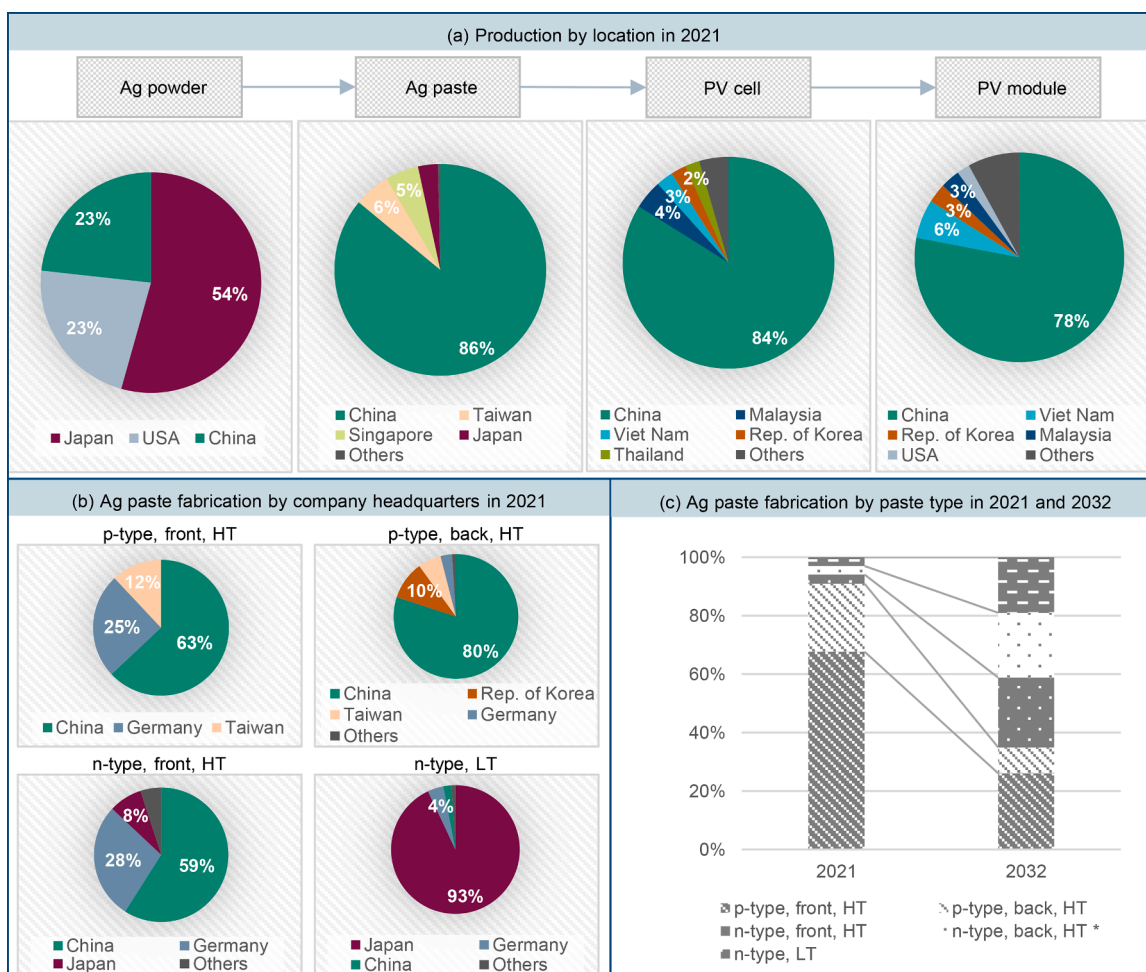 (a) Production by location in 2021
Ag powder
Ag paste
PV cell
PV module
23%
54%
23%
Japan USA China
5%
6%
86%
China Taiwan
Singapore Japan
Others
2%
3%
4%
84%
China Malaysia
Viet Nam Rep. of Korea
Thailand Others
3%
3%
6%
78%
China Viet Nam
Rep. of Korea Malaysia
USA Others
(b) Ag paste fabrication by company headquarters in 2021
p-type, front, HT
12%
25%
63%
China Germany Taiwan
p-type, back, HT
10%
80%
China Rep. of Korea
Taiwan Germany
Others
n-type, front, HT
8%
28%
59%
China Germany
Japan Others
n-type, LT
4%
93%
Japan Germany
China Others
(c) Ag paste fabrication by paste type in 2021 and 2032
100%
80%
60%
40%
20%
0%
2021 2032
p-type, front, HT p-type, back, HT
n-type, front, HT n-type, back, HT *
n-type, LT